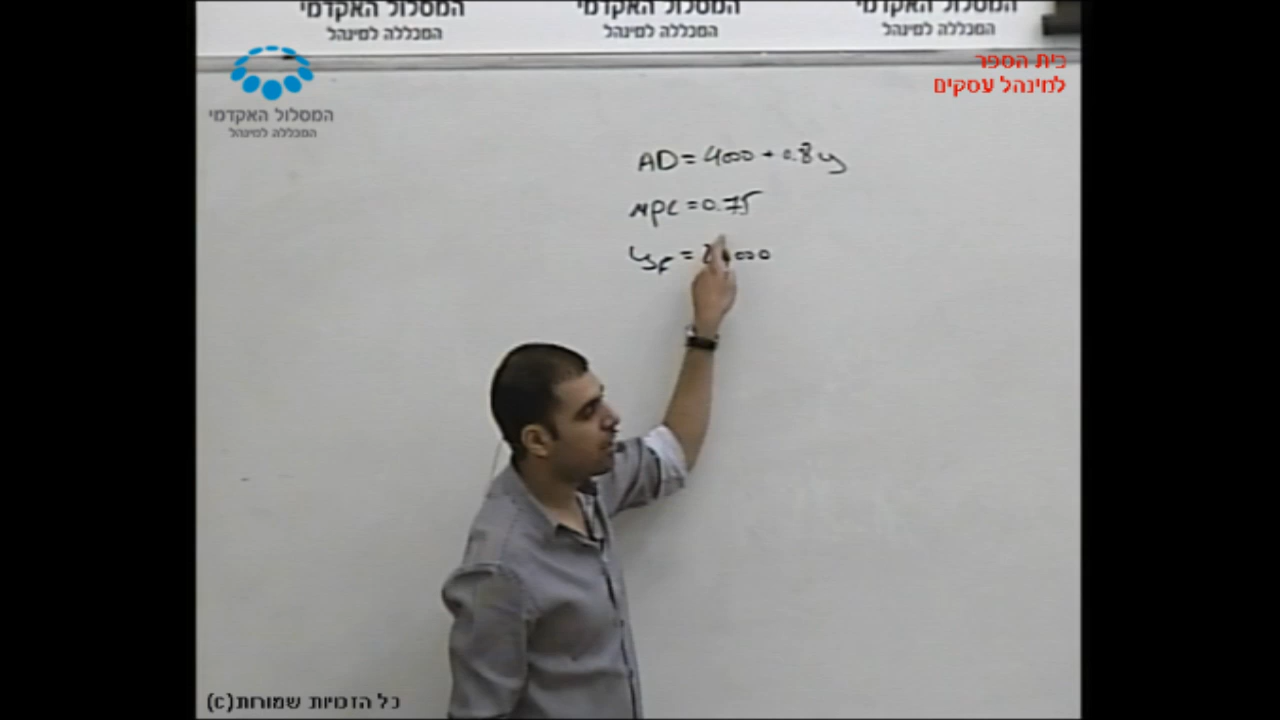 המסלול האקדמי המסלול האקדמי המסלול האקדמי
המכללה למינהל המכללה למינהל המכללה למינהל
בית הספר
למינהל עסקים
המסלול האקדמי
המכללה למינהל
AD = 4000 + 0.8y
MPC = 0.75
כל הזכויות שמורות(c)